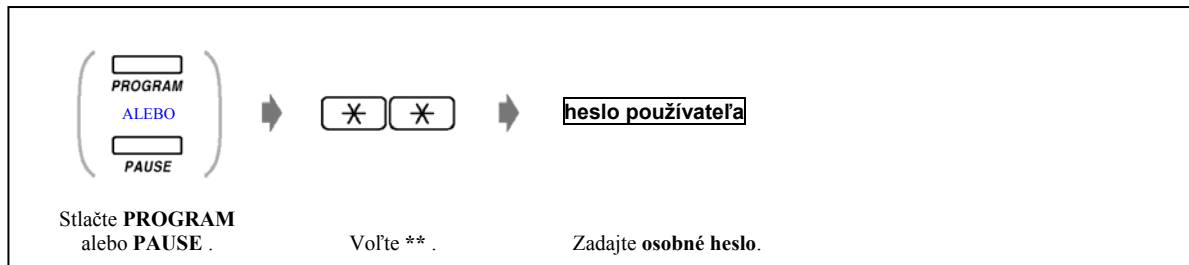 PROGRAM
ALEBO
PAUSE
heslo používateľa
Stlačte PROGRAM
alebo PAUSE .
Voľte ** .
Zadajte osobné heslo.